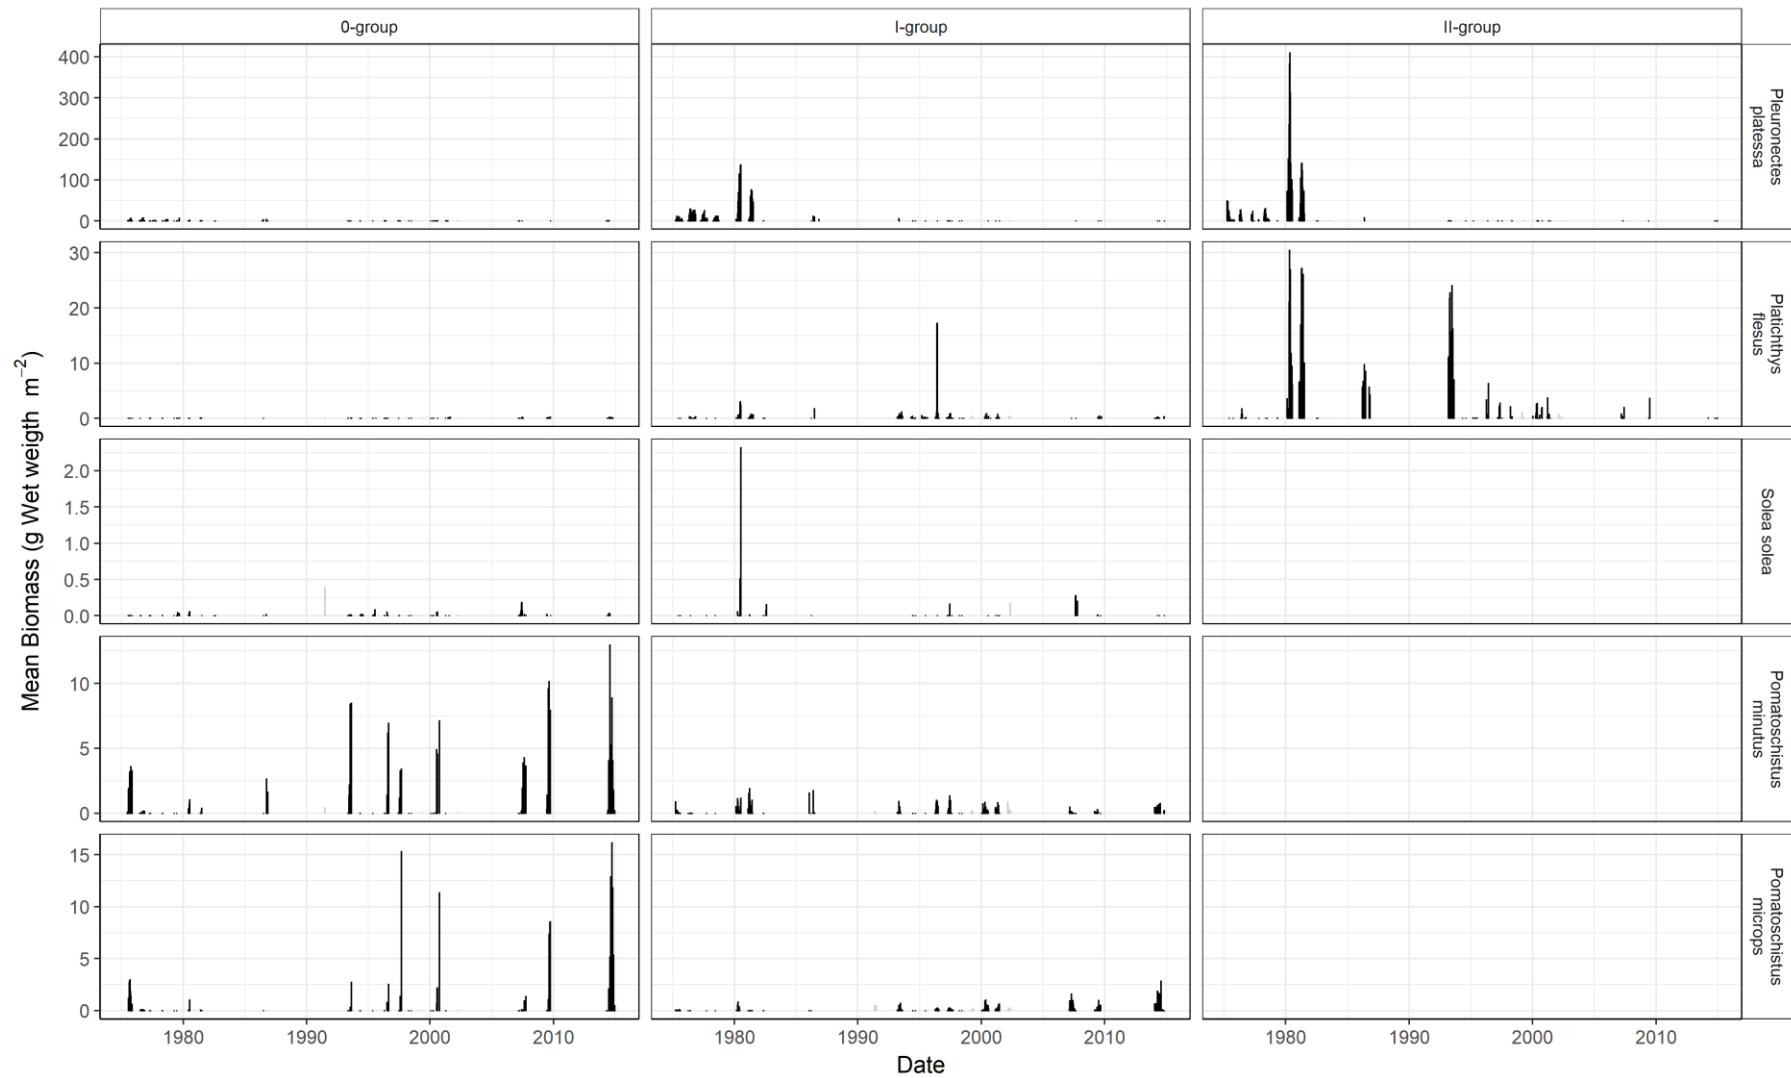 0-group
I-group
II-group
400
300
200
100
0
Pleuronectes
platessa
30
20
10
0
Platichthys
flesus
2.0
1.5
1.0
0.5
0.0
Solea solea
10
5
0
Pomatoschistus
minutus
15
10
5
0
Pomatoschistus
microps
Mean Biomass (g Wet weigth m−2)
1980
1990
2000
2010
1980
1990
2000
2010
1980
1990
2000
2010
Date